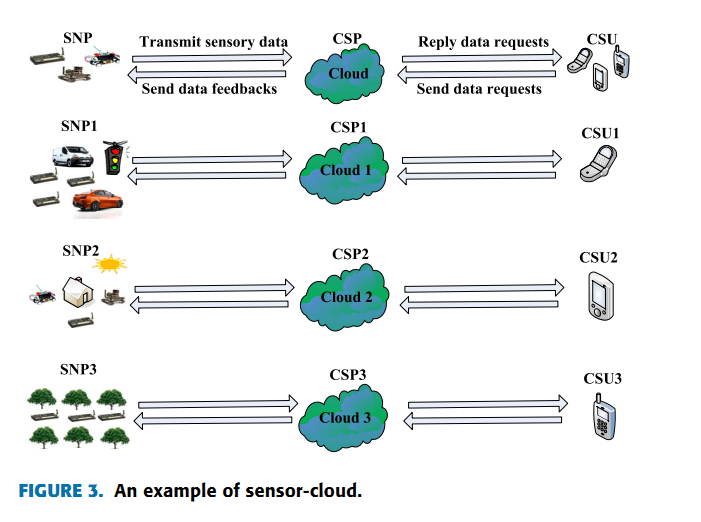 SNP
Transmit sensory data
CSP
Reply data requests
CSU
Cloud
Send data feedbacks
Send data requests
SNP1
CSP1
CSU1
Cloud 1
SNP2
CSP2
CSU2
Cloud 2
SNP3
CSP3
CSU3
Cloud 3
FIGURE 3. An example of sensor-cloud.